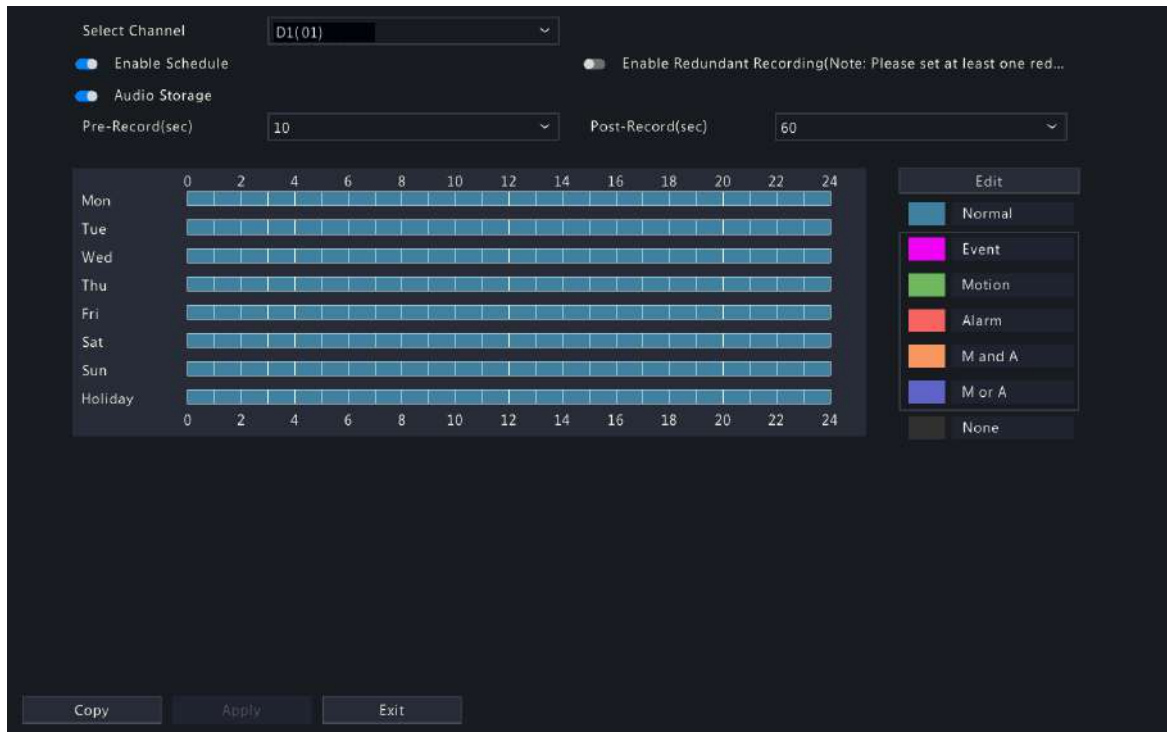 Select Channel D1(01)
Enable Schedule Enable Redundant Recording(Note: Please set at least one red...
Audio Storage
Pre-Record(sec) 10 Post-Record(sec) 60
0 2 4 6 8 10 12 14 16 18 20 22 24 Edit
Mon
Normal
Tue
Event
Wed
Thu Motion
Fri
Alarm
Sat
M and A
Sun
Holiday M or A
0 2 4 6 8 10 12 14 16 18 20 22 24
None
Copy Apply Exit